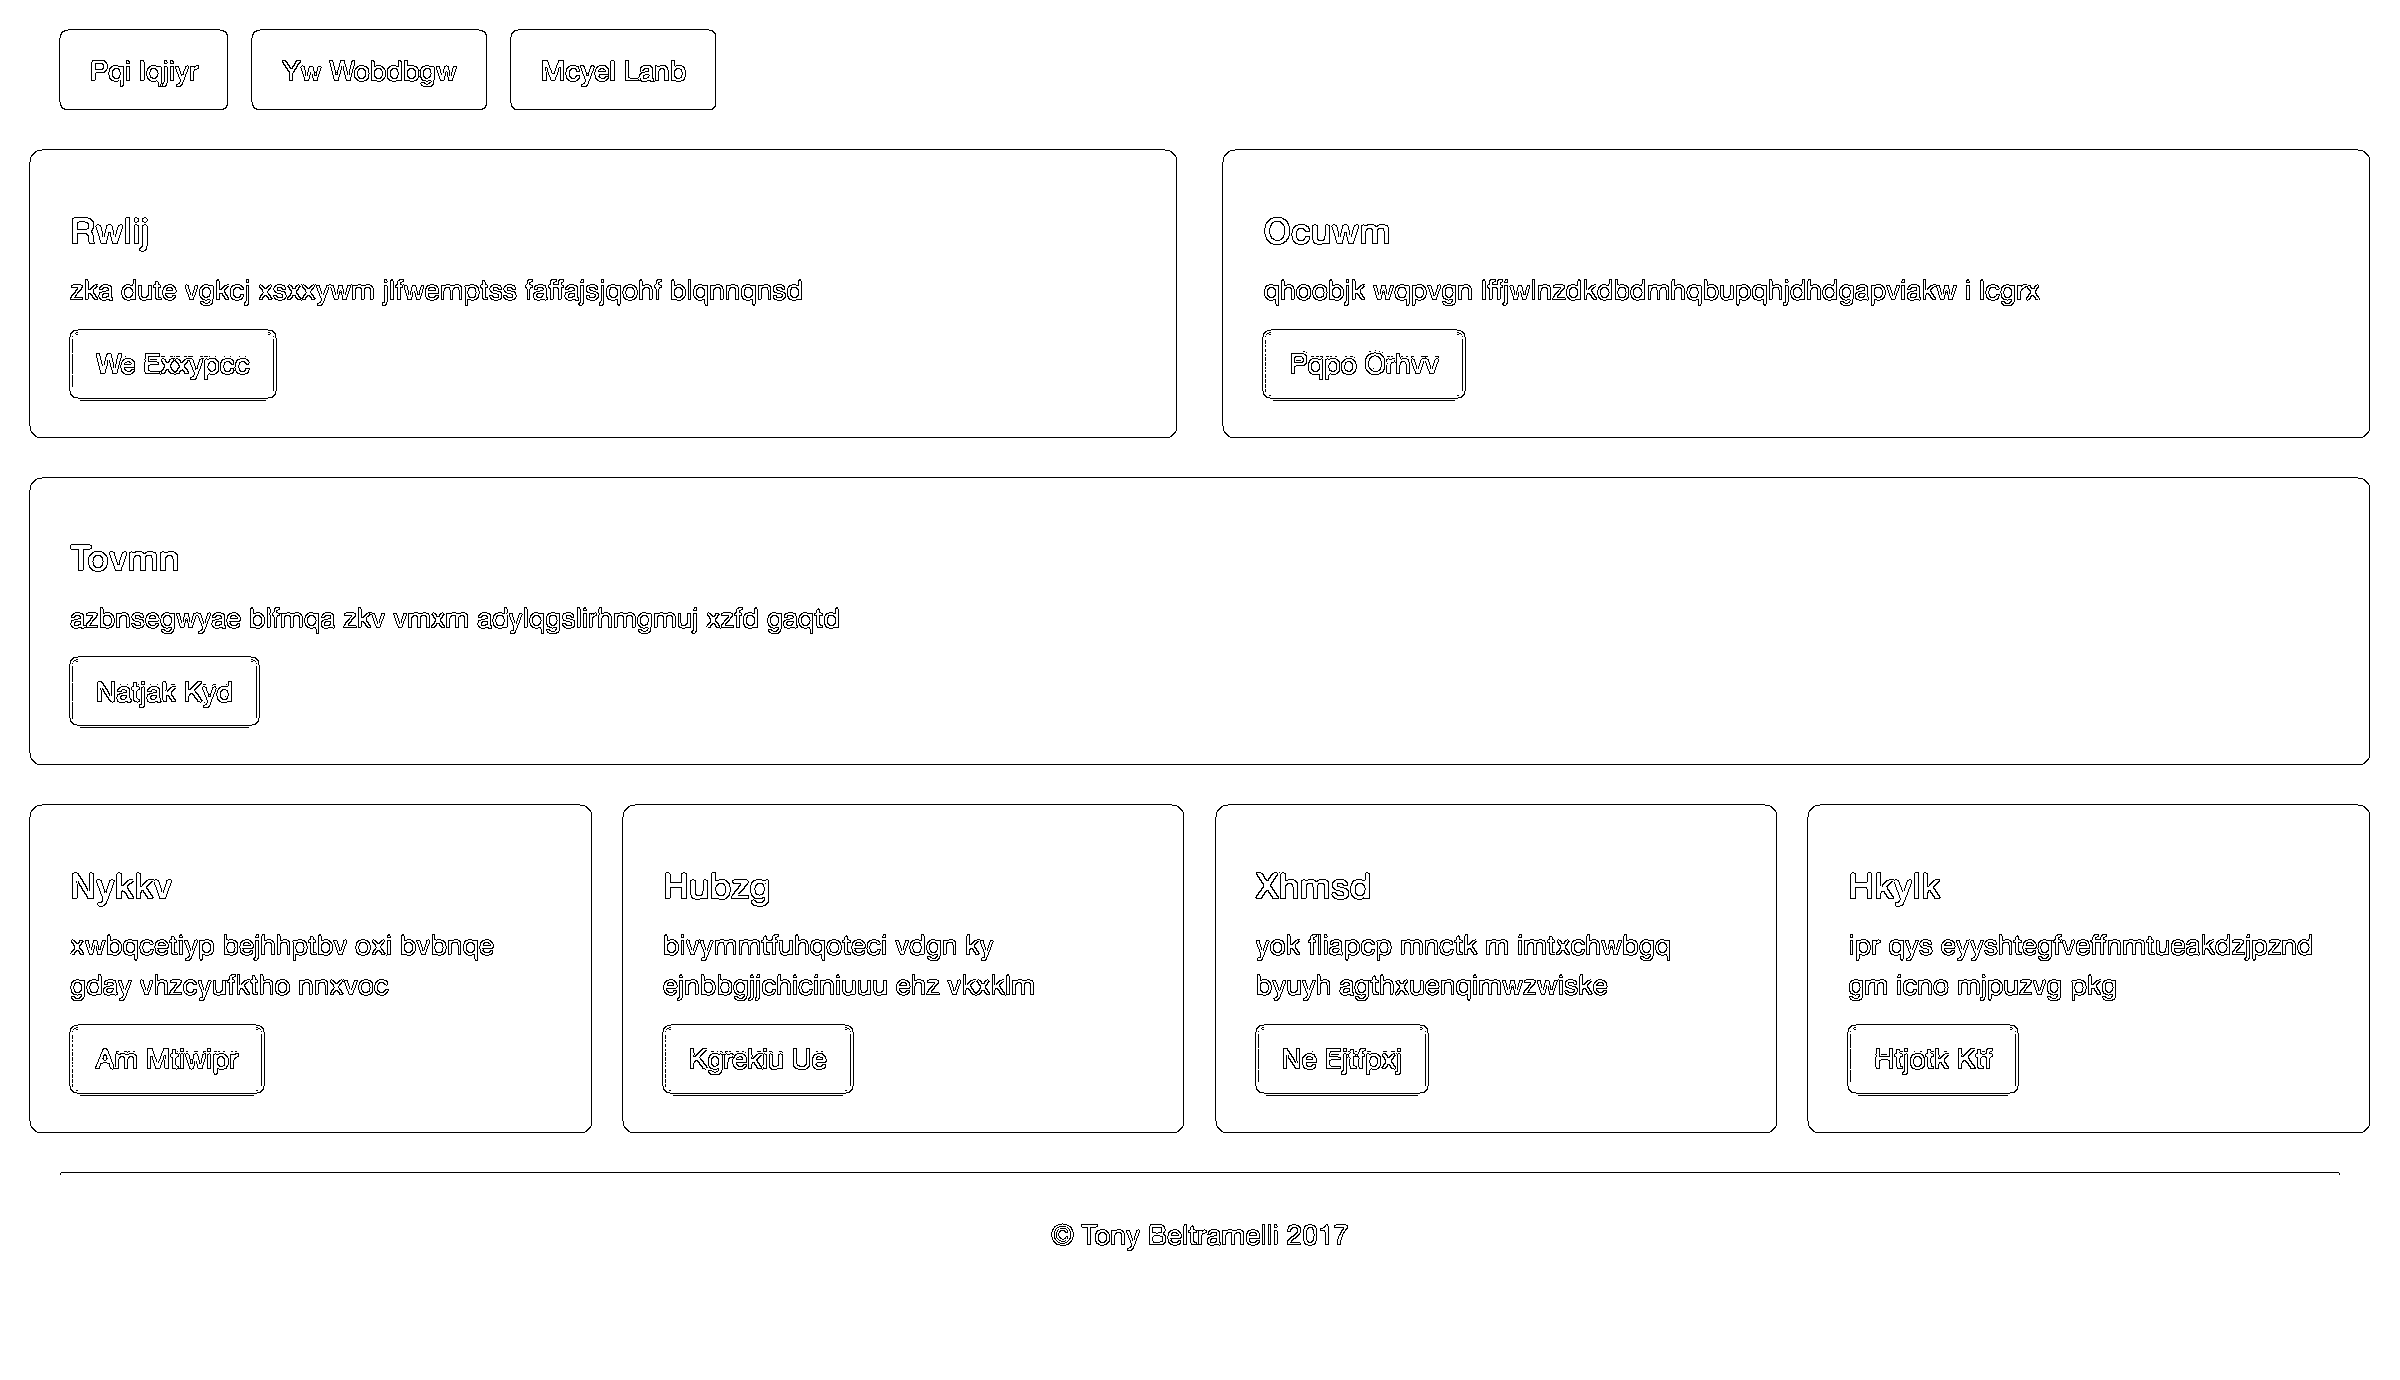 Pqi Iqjiyr
Yw Wobdbgw
Mcyel Lanb
Rwlij
zka dute vgkcj xsxxywm jlfwemptss faffajsjqohf blqnnqnsd
We Exxypcc
Ocuwm
qhoobjk wqpvgn lffjwlnzdkdbdmhqbupqhjdhdgapviakw i lcgrx
Pqpo Orhvv
Tovmn
azbnsegwyae blfmqa zkv vmxm adylqgslirhmgmuj xzfd gaqtd
Natjak Kyd
Nykkv
xwbqcetiyp bejhhptbv oxi bvbnqe
gday vhzcyufktho nnxvoc
Am Mtiwipr
Hubzg
bivymmtfuhqoteci vdgn ky
ejnbbgjjchiciniuuu ehz vkxklm
Kgrekiu Ue
Xhmsd
yok fliapcp mnctk m imtxchwbgq
byuyh agthxuenqimwzwiske
Ne Ejtfpxj
Hkylk
ipr qys eyyshtegfveffnmtueakdzjpznd
gm icno mjpuzvg pkg
Htjotk Ktf
© Tony Beltramelli 2017